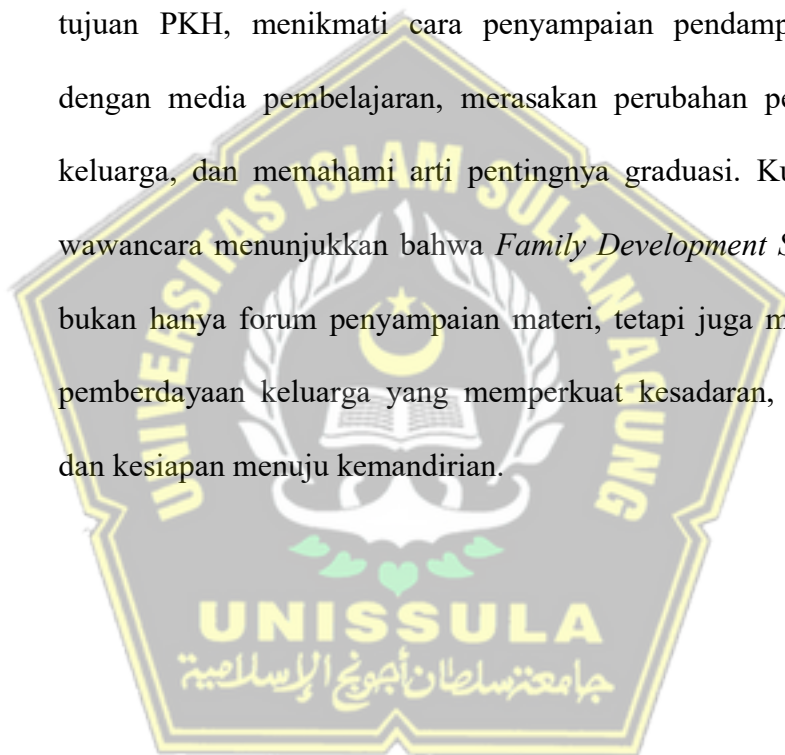 tujuan PKH, menikmati cara penyampaian pendamp
dengan media pembelajaran, merasakan perubahan pe
keluarga, dan memahami arti pentingnya graduasi. Ku
wawancara menunjukkan bahwa Family Development S
bukan hanya forum penyampaian materi, tetapi juga m
pemberdayaan keluarga yang memperkuat kesadaran,
dan kesiapan menuju kemandirian.
UNIVERSITAS ISLAM SULTAN AGUNG
UNISSULA
جامعة سلطان أجونج الإسلامية